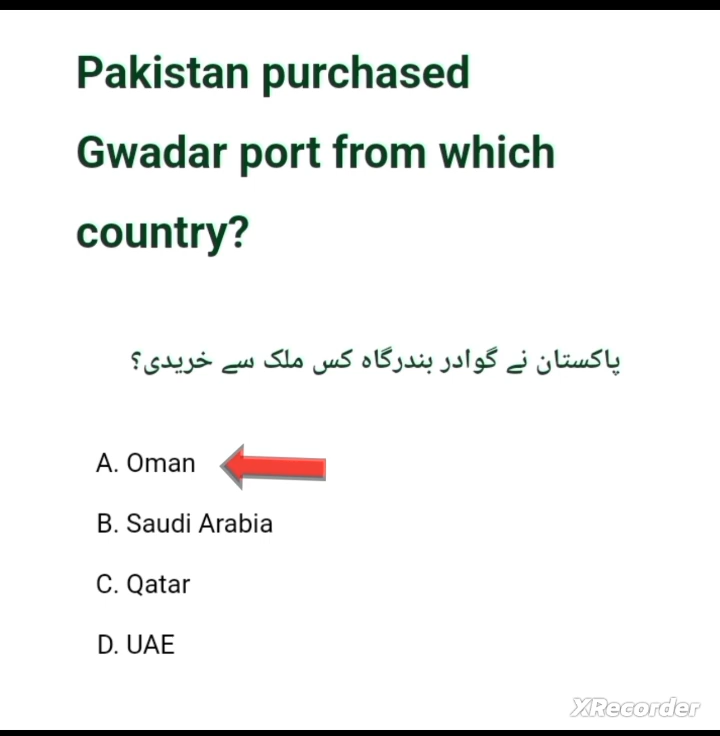 Pakistan purchased
Gwadar port from which
country?
پاکستان نے گوادر بندرگاہ کس ملک سے خریدی؟
A. Oman
B. Saudi Arabia
C. Qatar
D. UAE
XRecorder